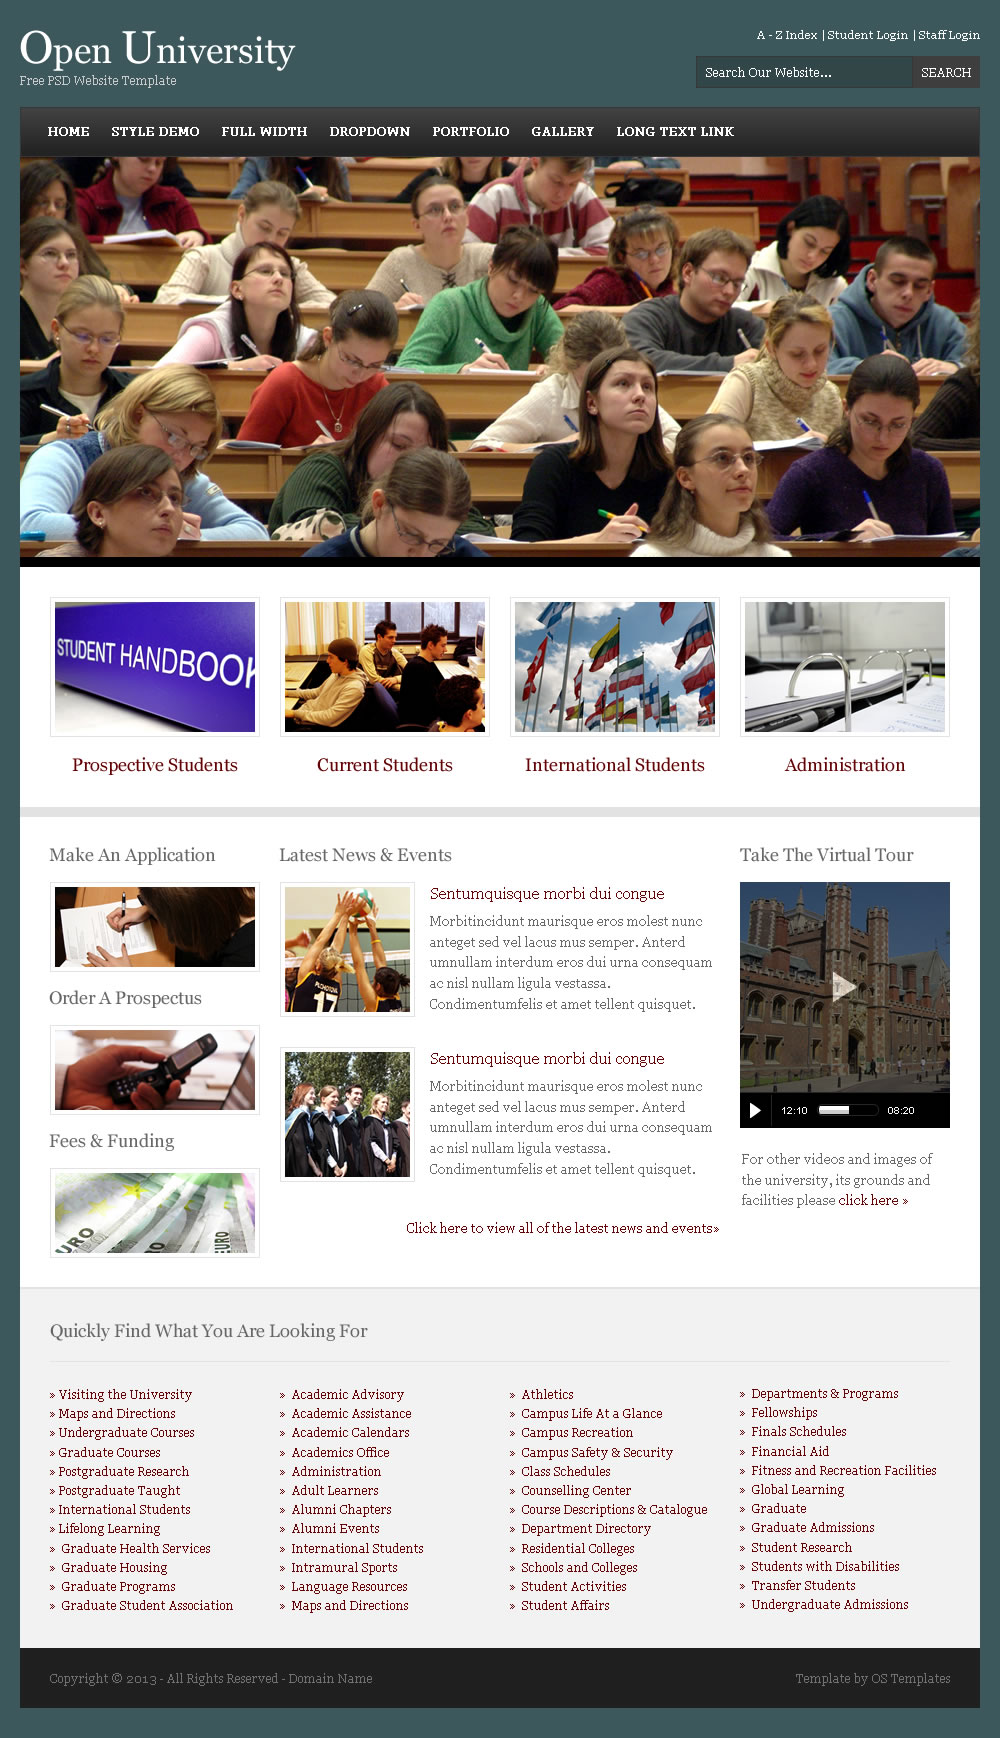 Open University
Free PSD Website Template
A - Z Index | Student Login | Staff Login
Search Our Website... SEARCH
HOME STYLE DEMO FULL WIDTH DROPDOWN PORTFOLIO GALLERY LONG TEXT LINK
STUDENT HANDBOOK
Prospective Students Current Students International Students Administration
Make An Application
Order A Prospectus
Fees & Funding
EURO EURO
Latest News & Events
17
Sentumquisque morbi dui congue
Morbitincidunt maurisque eros molest nunc
anteget sed vel lacus mus semper. Anterd
umnullam interdum eros dui urna consequam
ac nisl nullam ligula vestassa.
Condimentumfelis et amet tellent quisquet.
Sentumquisque morbi dui congue
Morbitincidunt maurisque eros molest nunc
anteget sed vel lacus mus semper. Anterd
umnullam interdum eros dui urna consequam
ac nisl nullam ligula vestassa.
Condimentumfelis et amet tellent quisquet.
Click here to view all of the latest news and events»
Take The Virtual Tour
12:10 08:20
For other videos and images of
the university, its grounds and
facilities please click here »
Quickly Find What You Are Looking For
» Visiting the University
» Maps and Directions
» Undergraduate Courses
» Graduate Courses
» Postgraduate Research
» Postgraduate Taught
» International Students
» Lifelong Learning
» Graduate Health Services
» Graduate Housing
» Graduate Programs
» Graduate Student Association
» Academic Advisory
» Academic Assistance
» Academic Calendars
» Academics Office
» Administration
» Adult Learners
» Alumni Chapters
» Alumni Events
» International Students
» Intramural Sports
» Language Resources
» Maps and Directions
» Athletics
» Campus Life At a Glance
» Campus Recreation
» Campus Safety & Security
» Class Schedules
» Counselling Center
» Course Descriptions & Catalogue
» Department Directory
» Residential Colleges
» Schools and Colleges
» Student Activities
» Student Affairs
» Departments & Programs
» Fellowships
» Finals Schedules
» Financial Aid
» Fitness and Recreation Facilities
» Global Learning
» Graduate
» Graduate Admissions
» Student Research
» Students with Disabilities
» Transfer Students
» Undergraduate Admissions
Copyright © 2013 - All Rights Reserved - Domain Name
Template by OS Templates